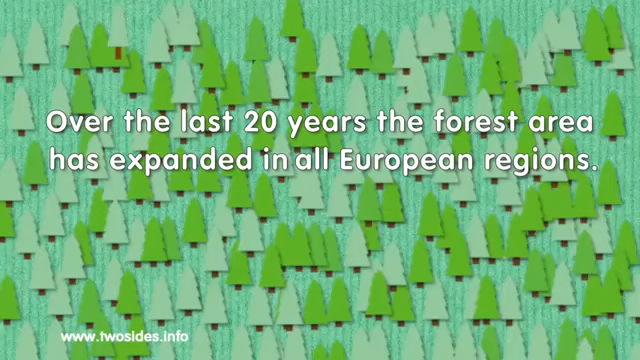 Over the last 20 years the forest area
has expanded in all European regions.
www.twosides.info